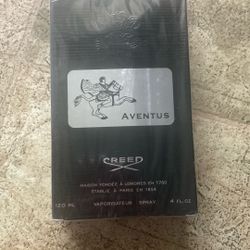 AVENTUS
CREED
MAISON FONDÉE A LONDRES EN 1760
ÉTABLIE À PARIS EN 1854
120 ML VAPORISATEUR SPRAY 4 FL.OZ